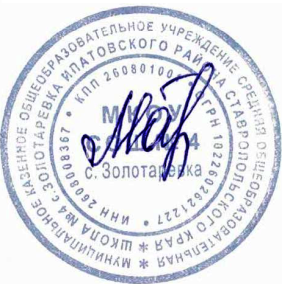 МУНИЦИПАЛЬНОЕ КАЗЕННОЕ ОБЩЕОБРАЗОВАТЕЛЬНОЕ УЧРЕЖДЕНИЕ СРЕДНЯЯ ОБЩЕОБРАЗОВАТЕЛЬНАЯ
ШКОЛА №4 с.ЗОЛОТАРЕВКА ИПАТОВСКОГО РАЙОНА СТАВРОПОЛЬСКОГО КРАЯ
ИНН 2608008367 • КПП 26080100 ОГРН 1022602621227
МКОУ
СОШ №4
с. Золотаревка